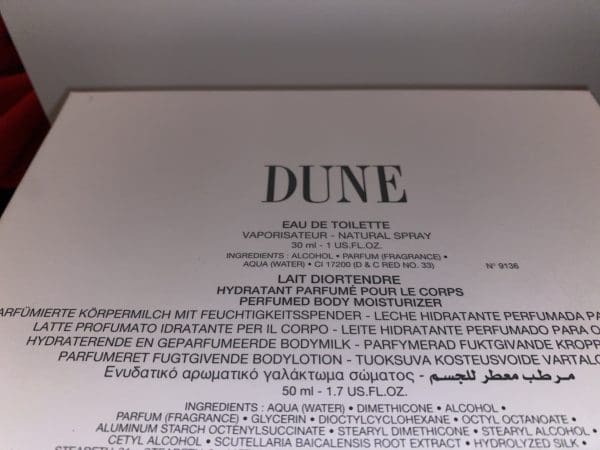 DUNE
EAU DE TOILETTE
VAPORISATEUR - NATURAL SPRAY
30 ml - 1 US.FL.OZ.
INGREDIENTS : ALCOHOL • PARFUM (FRAGRANCE) •
AQUA (WATER) • CI 17200 (D & C RED NO. 33)
N° 9136
LAIT DIORTENDRE
HYDRATANT PARFUMÉ POUR LE CORPS
PERFUMED BODY MOISTURIZER
ARFÜMIERTE KÖRPERMILCH MIT FEUCHTIGKEITSSPENDER - LECHE HIDRATANTE PERFUMADA PA
LATTE PROFUMATO IDRATANTE PER IL CORPO - LEITE HIDRATANTE PERFUMADO PARA O
HYDRATERENDE EN GEPARFUMEERDE BODYMILK - PARFYMERAD FUKTGIVANDE KROPP
PARFUMERET FUGTGIVENDE BODYLOTION - TUOKSUVA KOSTEUSVOIDE VARTALO
Ενυδατικό αρωματικό γαλάκτωμα σώματος - مرطب معطر للجسم
50 ml - 1.7 US.FL.OZ.
INGREDIENTS : AQUA (WATER) • DIMETHICONE • ALCOHOL •
PARFUM (FRAGRANCE) • GLYCERIN • DIOCTYLCYCLOHEXANE • OCTYL OCTANOATE •
ALUMINUM STARCH OCTENYLSUCCINATE • STEARYL DIMETHICONE • STEARYL ALCOHOL •
CETYL ALCOHOL • SCUTELLARIA BAICALENSIS ROOT EXTRACT • HYDROLYZED SILK •